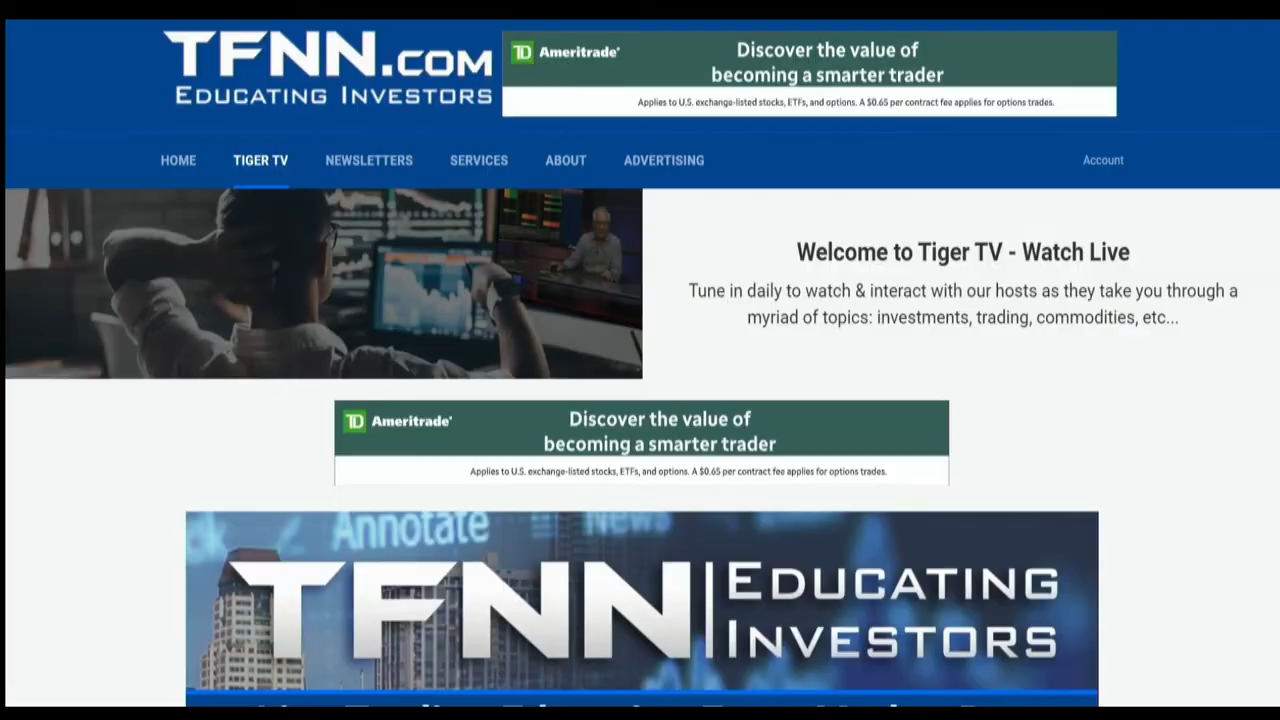 TFNN.COM
EDUCATING INVESTORS
TD Ameritrade
Discover the value of
becoming a smarter trader
Applies to U.S. exchange-listed stocks, ETFs, and options. A $0.65 per contract fee applies for options trades.
HOME TIGER TV NEWSLETTERS SERVICES ABOUT ADVERTISING Account
Welcome to Tiger TV - Watch Live
Tune in daily to watch & interact with our hosts as they take you through a
myriad of topics: investments, trading, commodities, etc...
TD Ameritrade
Discover the value of
becoming a smarter trader
Applies to U.S. exchange-listed stocks, ETFs, and options. A $0.65 per contract fee applies for options trades.
Annotate News
TFNN EDUCATING
INVESTORS